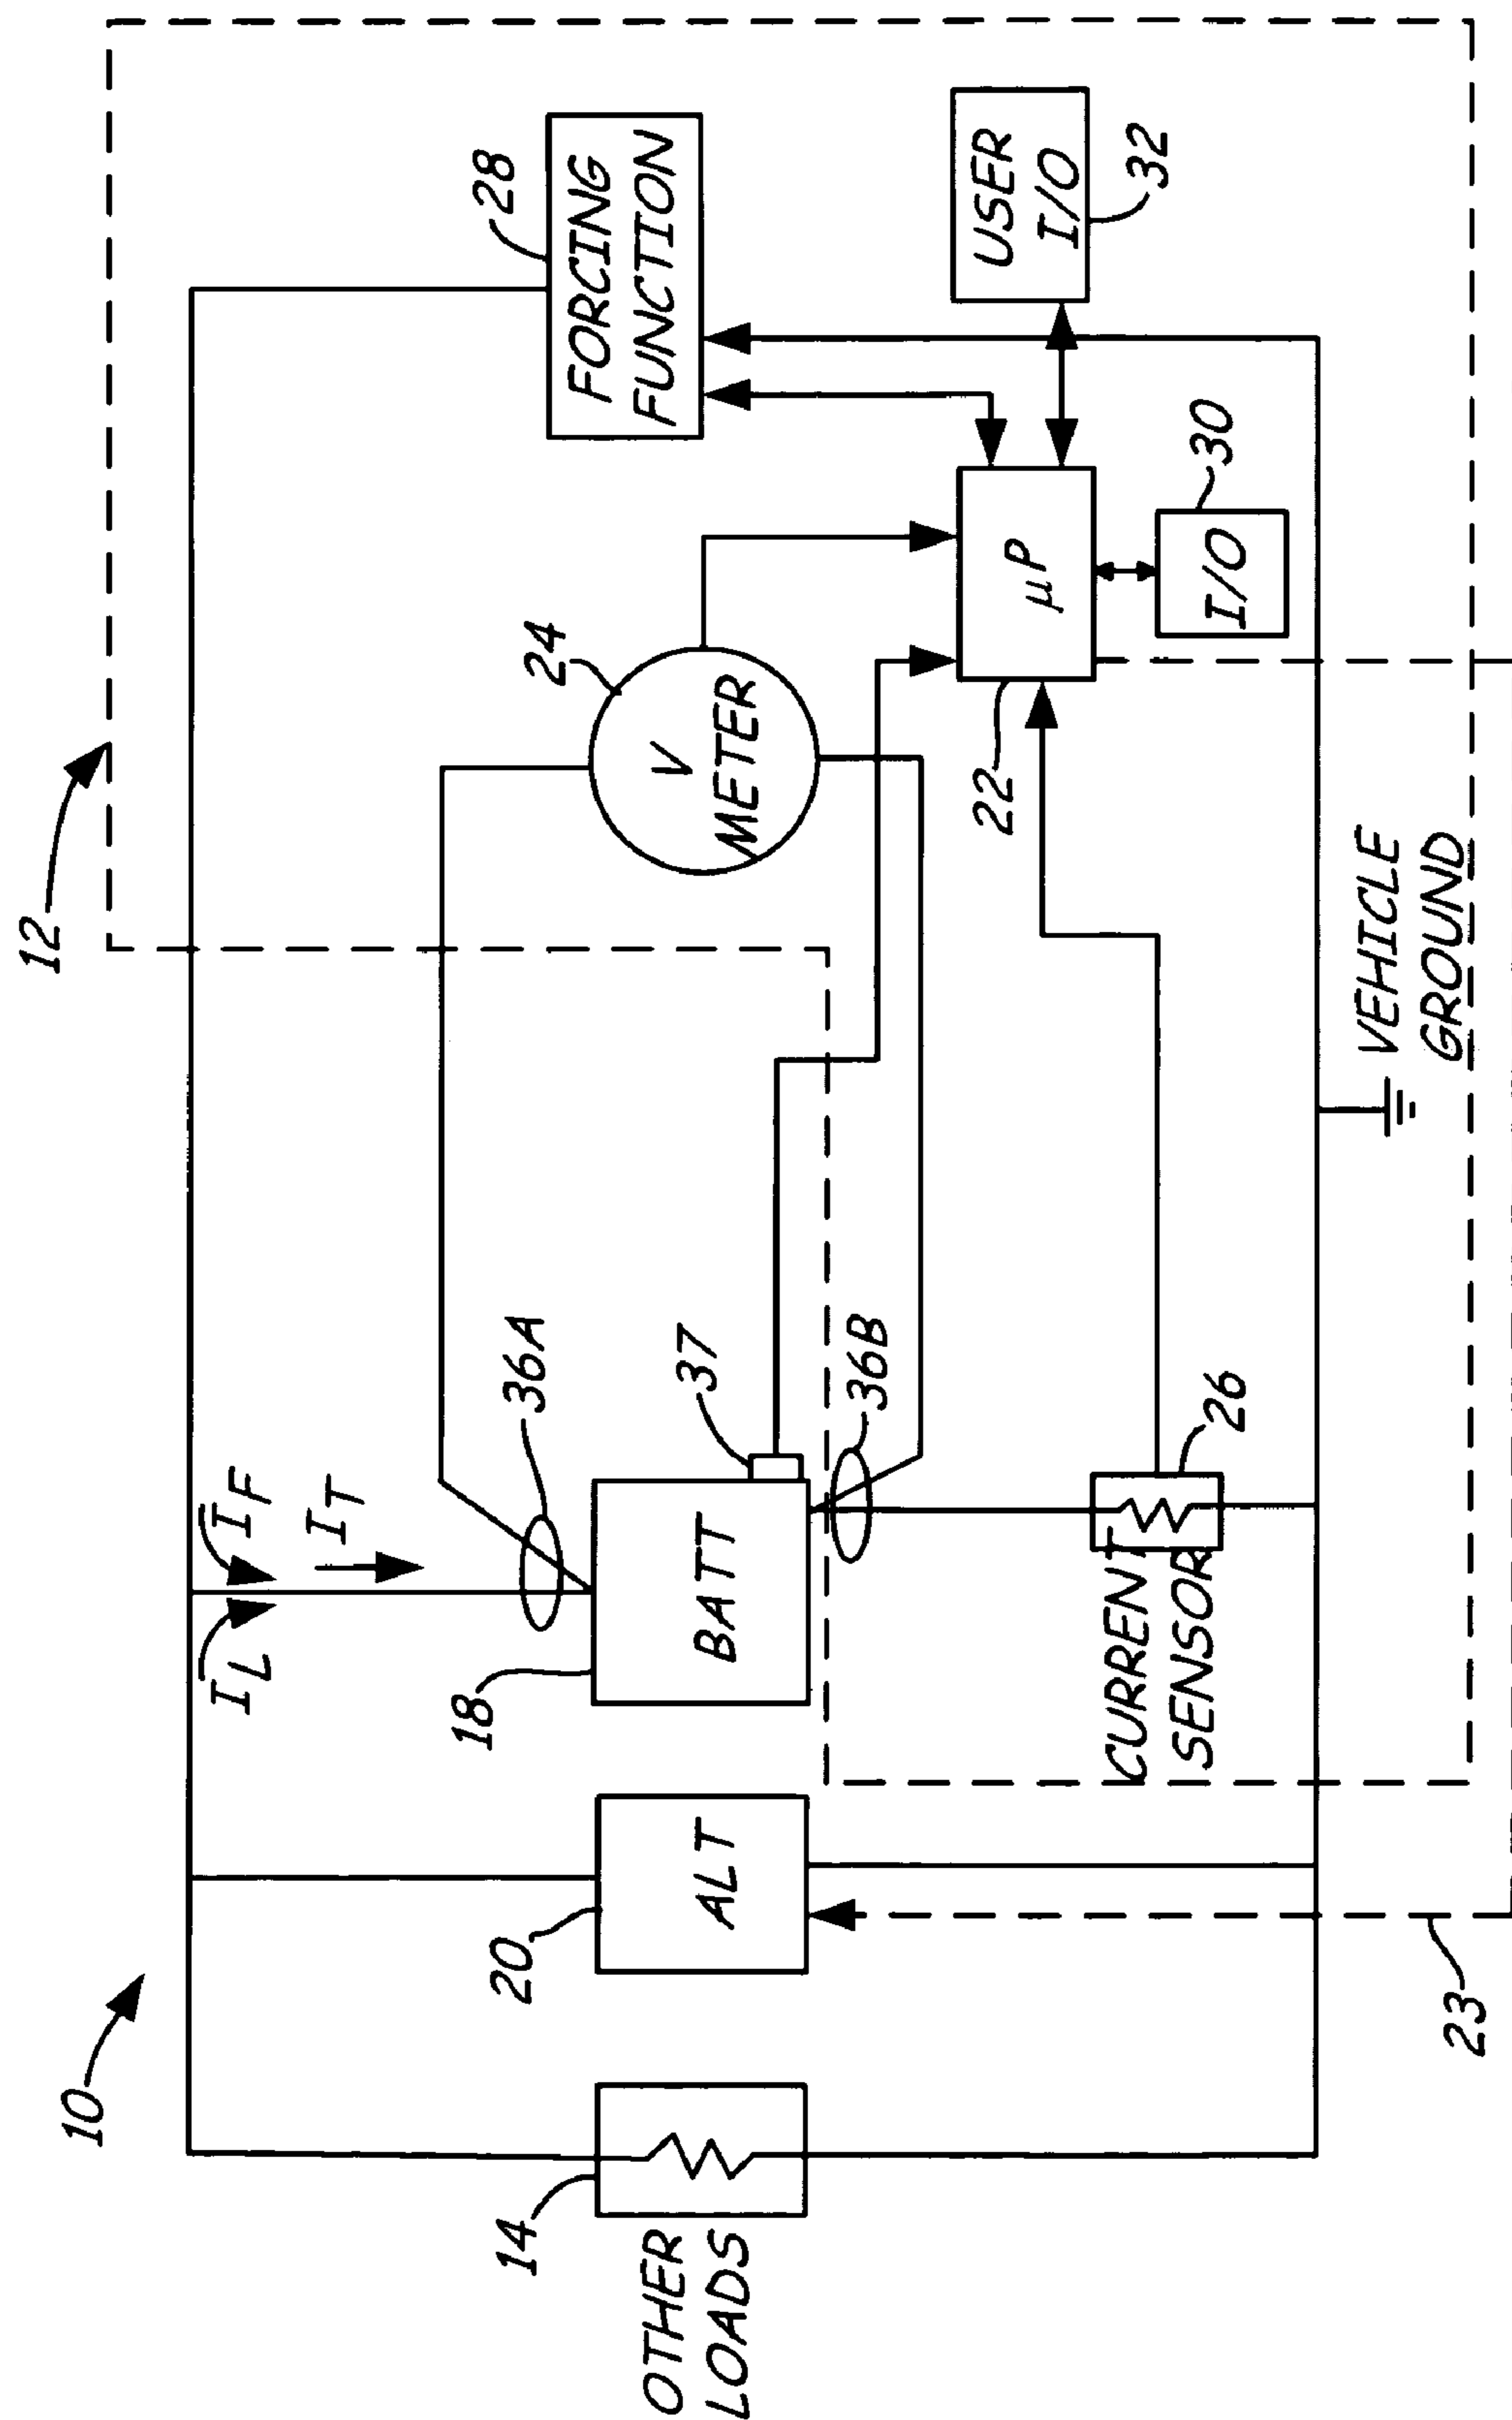 10
12
I_L
I_F
I_T
36A
18
BATT
37
36B
20
ALT
14
OTHER
LOADS
24
V
METER
28
FORCING
FUNCTION
USER
I/O
32
22
µP
30
I/O
26
CURRENT
SENSOR
VEHICLE
GROUND
23